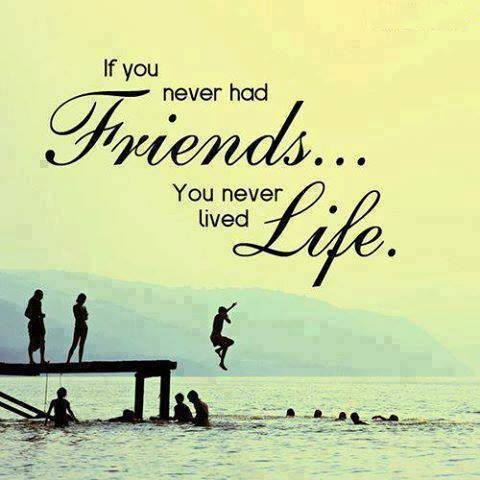 If you
never had
Friends...
You never
lived
Life.